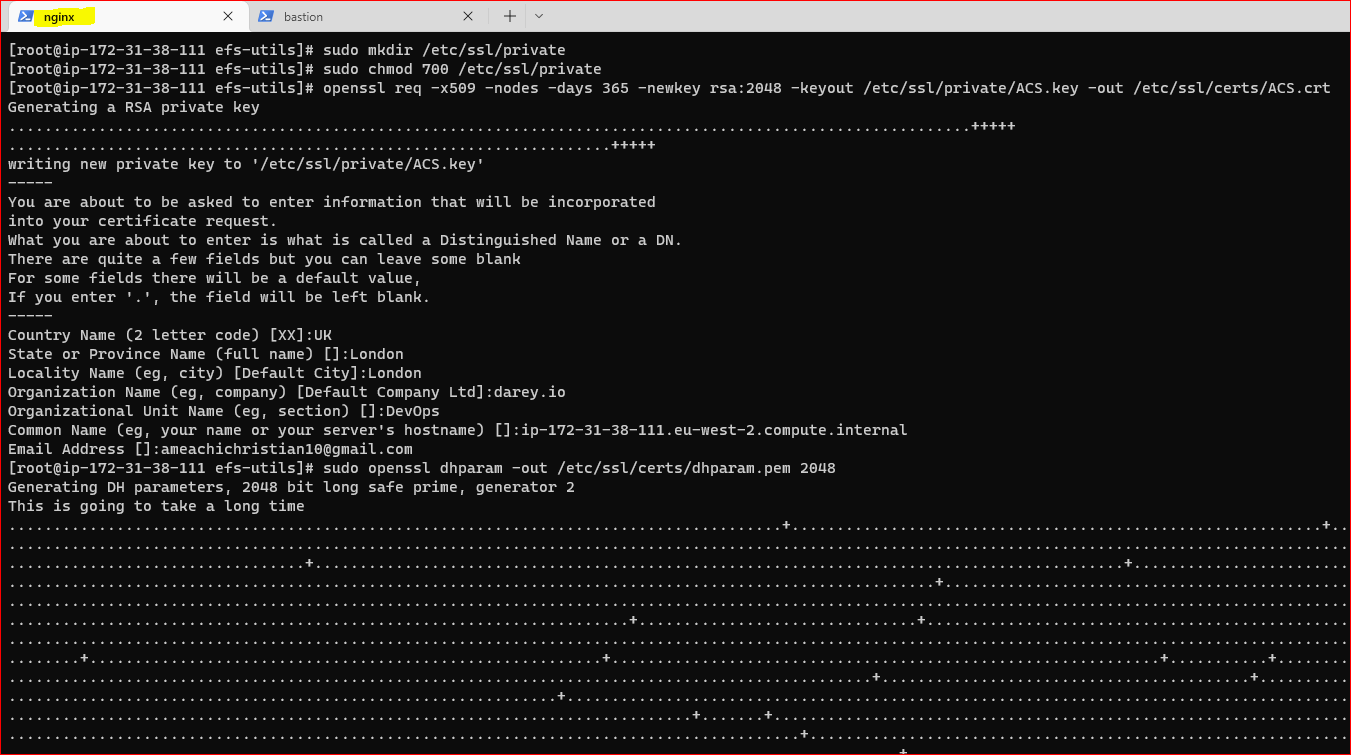 nginx
bastion
[root@ip-172-31-38-111 efs-utils]# sudo mkdir /etc/ssl/private
[root@ip-172-31-38-111 efs-utils]# sudo chmod 700 /etc/ssl/private
[root@ip-172-31-38-111 efs-utils]# openssl req -x509 -nodes -days 365 -newkey rsa:2048 -keyout /etc/ssl/private/ACS.key -out /etc/ssl/certs/ACS.crt
Generating a RSA private key
...........................................................................................................+++++
...................................................................+++++
writing new private key to '/etc/ssl/private/ACS.key'
-----
You are about to be asked to enter information that will be incorporated
into your certificate request.
What you are about to enter is what is called a Distinguished Name or a DN.
There are quite a few fields but you can leave some blank
For some fields there will be a default value,
If you enter '.', the field will be left blank.
-----
Country Name (2 letter code) [XX]:UK
State or Province Name (full name) []:London
Locality Name (eg, city) [Default City]:London
Organization Name (eg, company) [Default Company Ltd]:darey.io
Organizational Unit Name (eg, section) []:DevOps
Common Name (eg, your name or your server's hostname) []:ip-172-31-38-111.eu-west-2.compute.internal
Email Address []:ameachichristian10@gmail.com
[root@ip-172-31-38-111 efs-utils]# sudo openssl dhparam -out /etc/ssl/certs/dhparam.pem 2048
Generating DH parameters, 2048 bit long safe prime, generator 2
This is going to take a long time